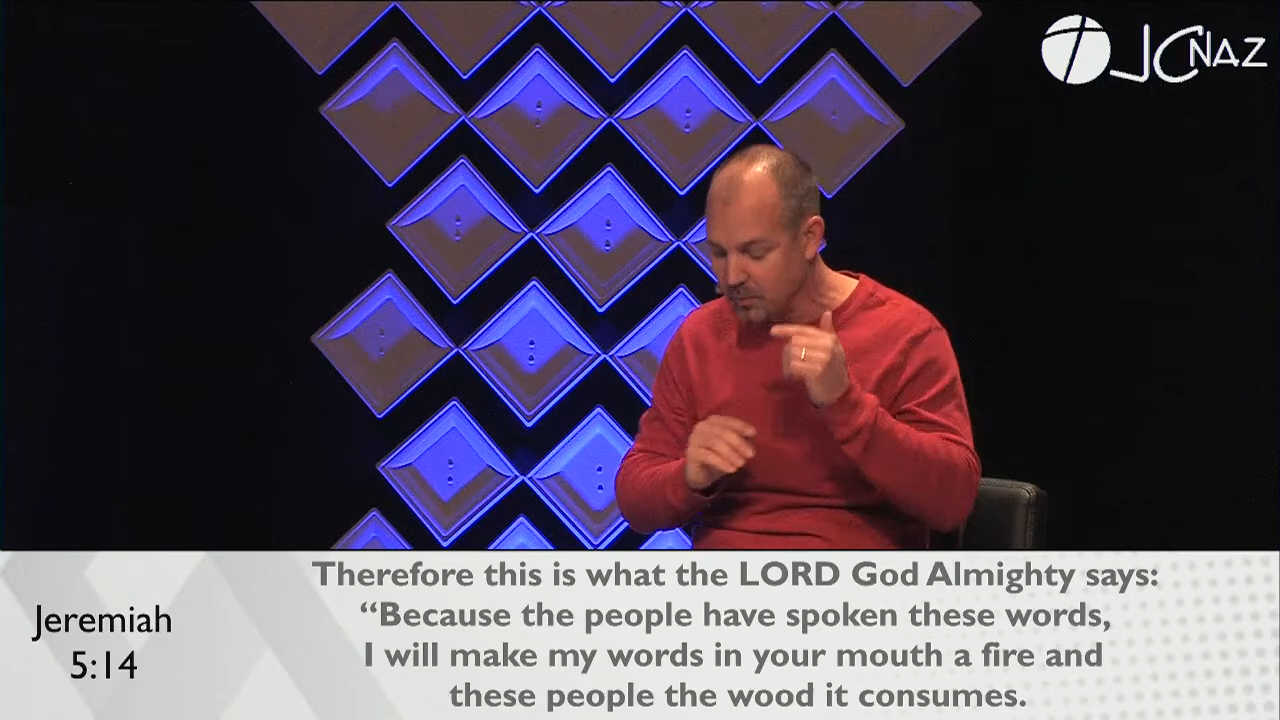 JCNAZ
Therefore this is what the LORD God Almighty says:
“Because the people have spoken these words,
I will make my words in your mouth a fire and
these people the wood it consumes.
Jeremiah
5:14